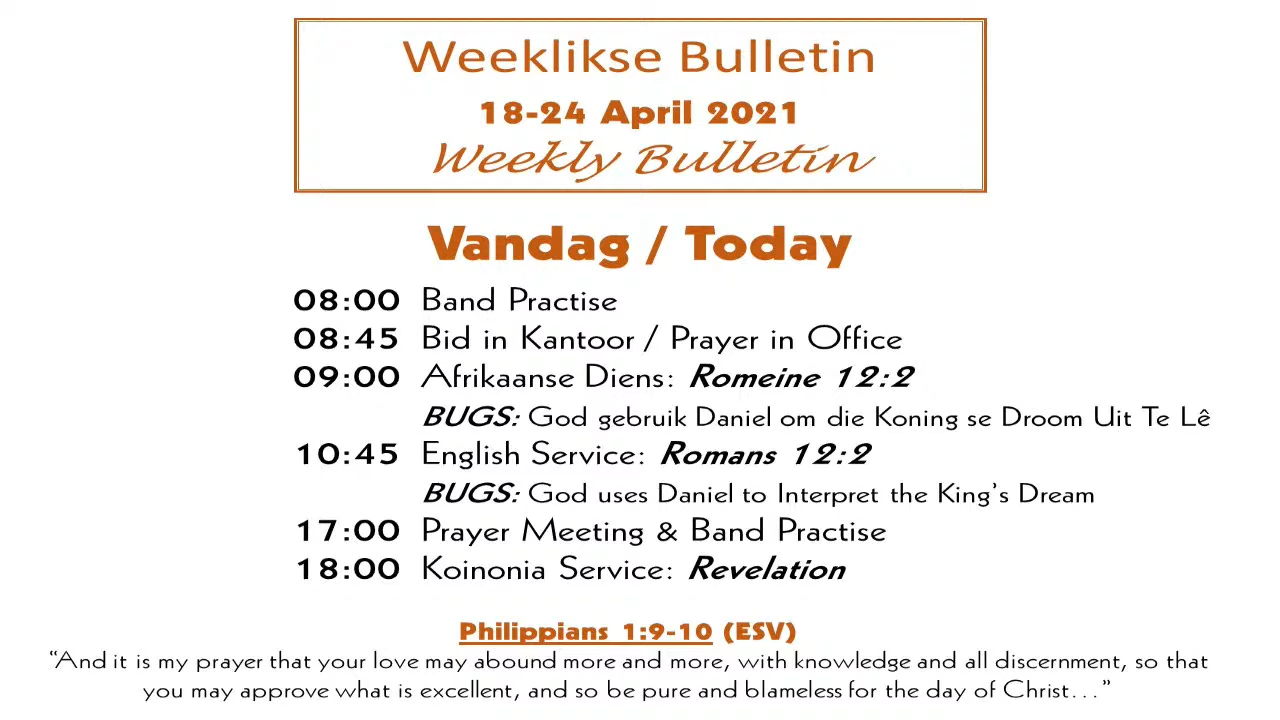 Weeklikse Bulletin
18-24 April 2021
Weekly Bulletin
Vandag / Today
08:00 Band Practise
08:45 Bid in Kantoor / Prayer in Office
09:00 Afrikaanse Diens: Romeine 12:2
BUGS: God gebruik Daniel om die Koning se Droom Uit Te Lê
10:45 English Service: Romans 12:2
BUGS: God uses Daniel to Interpret the King's Dream
17:00 Prayer Meeting & Band Practise
18:00 Koinonia Service: Revelation
Philippians 1:9-10 (ESV)
“And it is my prayer that your love may abound more and more, with knowledge and all discernment, so that
you may approve what is excellent, and so be pure and blameless for the day of Christ…”